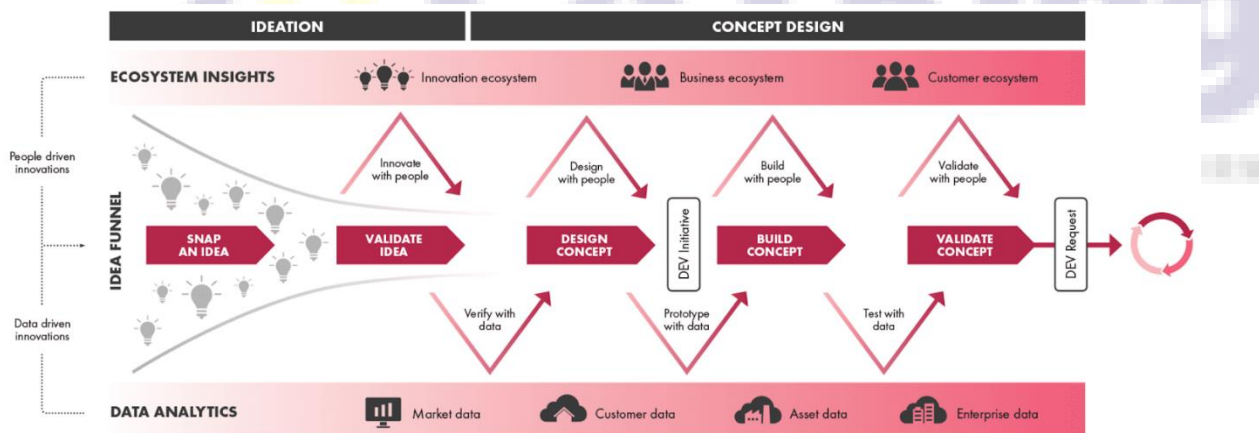 IDEATION
CONCEPT DESIGN
ECOSYSTEM INSIGHTS
Innovation ecosystem
Business ecosystem
Customer ecosystem
People driven
innovations
Data driven
innovations
IDEA FUNNEL
Innovate
with people
Design
with people
Build
with people
Validate
with people
SNAP
AN IDEA
VALIDATE
IDEA
DESIGN
CONCEPT
DEV Initiative
BUILD
CONCEPT
VALIDATE
CONCEPT
DEV Request
Verify with
data
Prototype
with data
Test with
data
DATA ANALYTICS
Market data
Customer data
Asset data
Enterprise data